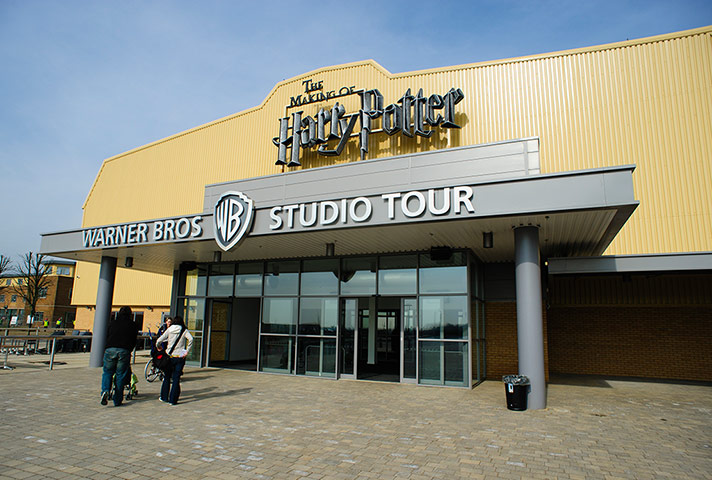 The
Making of
Harry Potter
WARNER BROS WB STUDIO TOUR